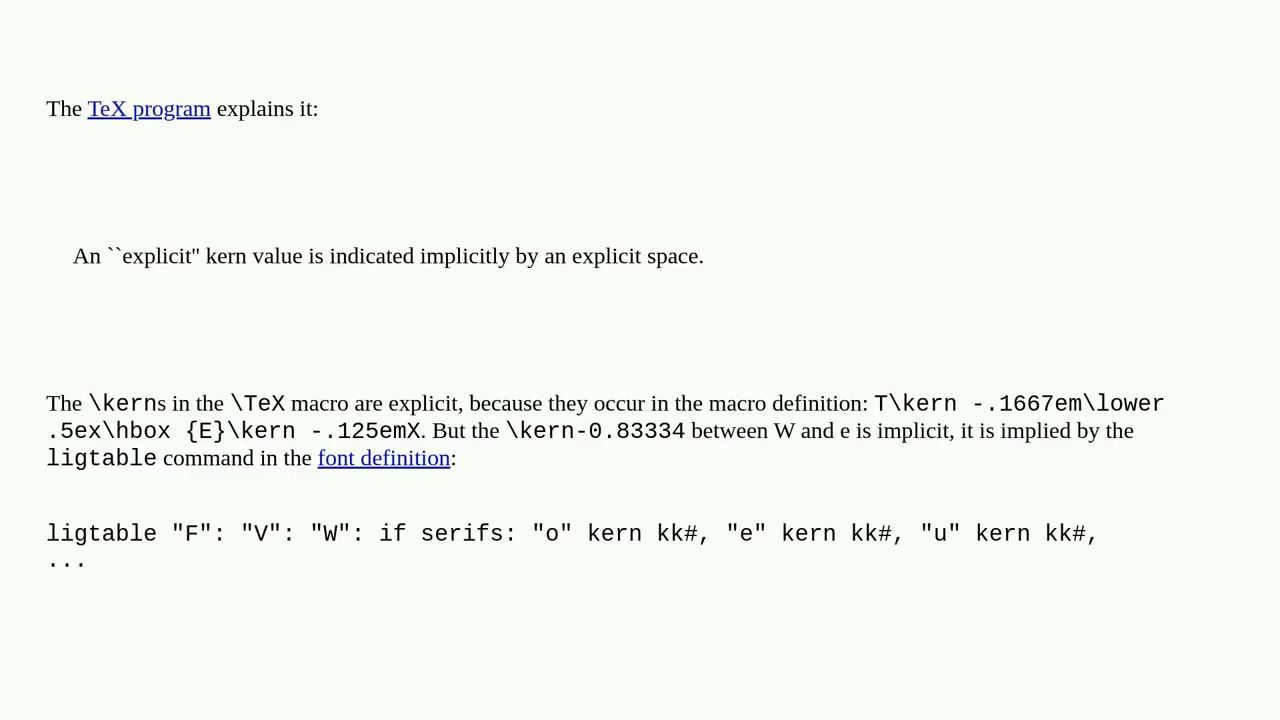 The TeX program explains it:
An ``explicit'' kern value is indicated implicitly by an explicit space.
The \kerns in the \TeX macro are explicit, because they occur in the macro definition: T\kern -.1667em\lower
.5ex\hbox {E}\kern -.125emX. But the \kern-0.83334 between W and e is implicit, it is implied by the
ligtable command in the font definition:
ligtable "F": "V": "W": if serifs: "o" kern kk#, "e" kern kk#, "u" kern kk#,
...